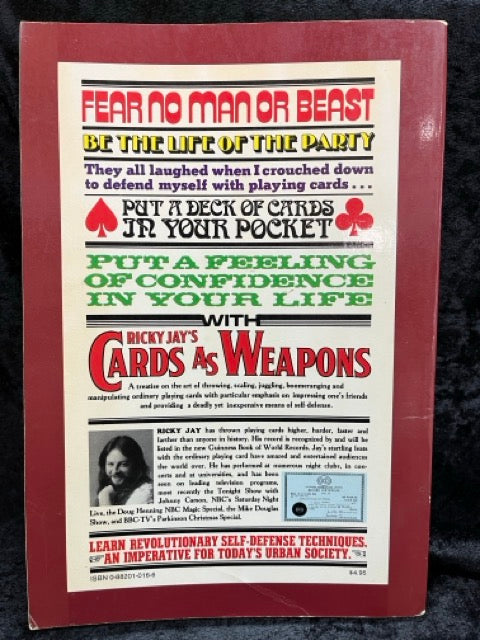 FEAR NO MAN OR BEAST
BE THE LIFE OF THE PARTY
They all laughed when I crouched down
to defend myself with playing cards . . .
PUT A DECK OF CARDS
IN YOUR POCKET
PUT A FEELING
OF CONFIDENCE
IN YOUR LIFE
WITH
RICKY JAY'S
CARDS AS WEAPONS
A treatise on the art of throwing, scaling, juggling, boomeranging and
manipulating ordinary playing cards with particular emphasis on impressing one's friends
and providing a deadly yet inexpensive means of self-defense.
RICKY JAY has thrown playing cards higher, harder, faster and
farther than anyone in history. His record is recognized by and will be
listed in the new Guinness Book of World Records. Jay's startling feats
with the ordinary playing card have amazed and entertained audiences
the world over. He has performed at numerous night clubs, in con-
certs and at universities, and has been
seen on leading television programs,
most recently the Tonight Show with
Johnny Carson, NBC's Saturday Night
Live, the Doug Henning NBC Magic Special, the Mike Douglas
Show, and BBC-TV's Parkinson Christmas Special.
LEARN REVOLUTIONARY SELF-DEFENSE TECHNIQUES.
AN IMPERATIVE FOR TODAY'S URBAN SOCIETY.
ISBN 0-88201-016-6
$4.95